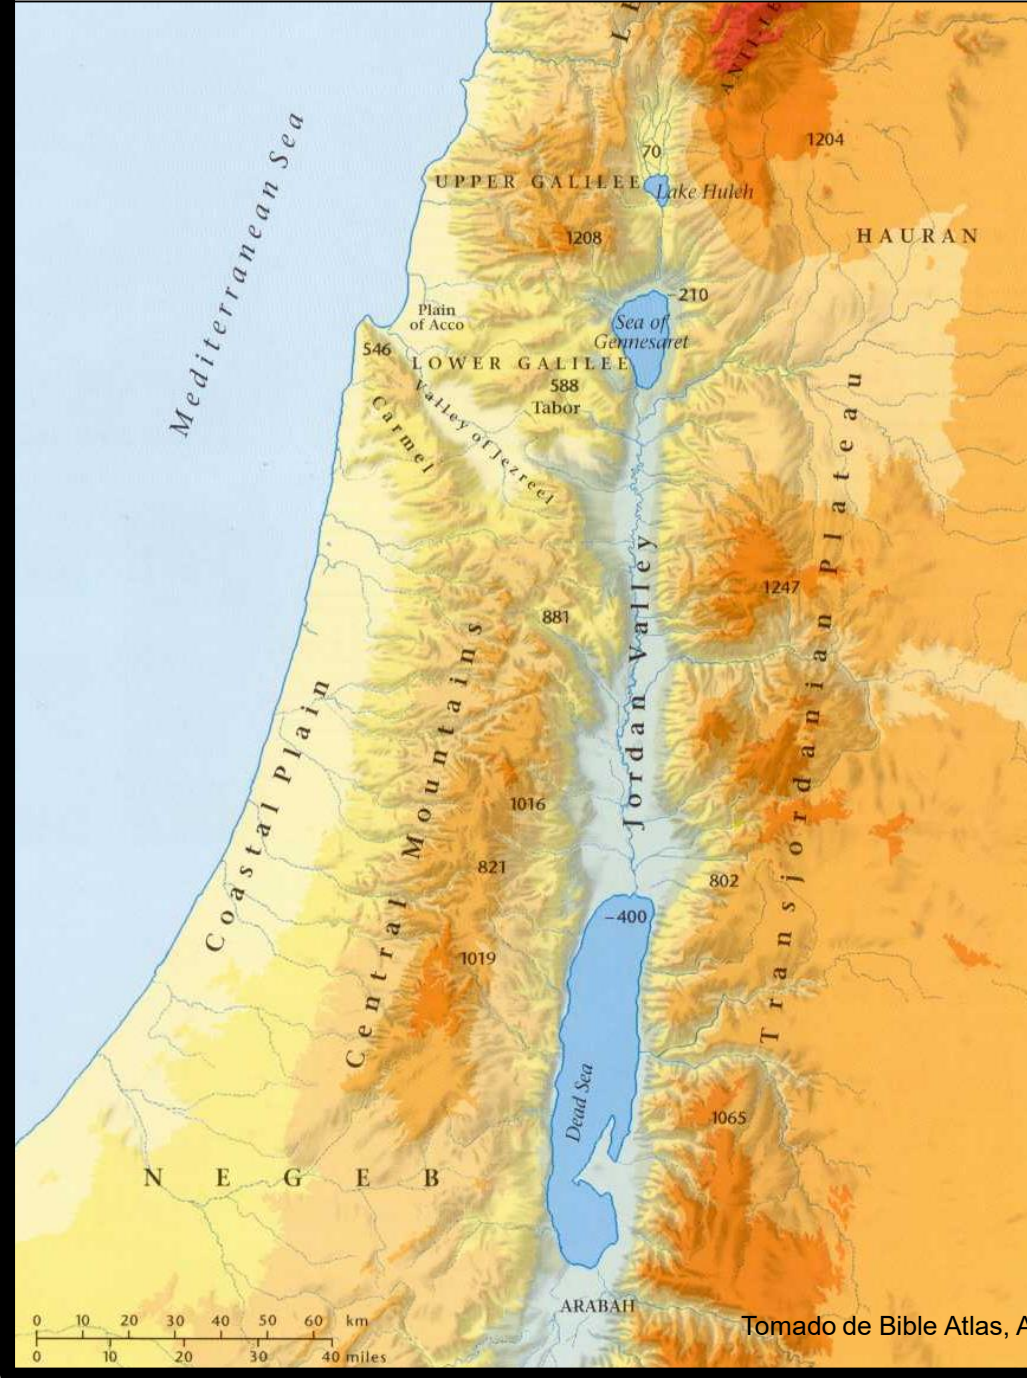 1204
70
UPPER GALILEE
Lake Huleh
HAURAN
1208
Mediterranean Sea
-210
Plain
of Acco
Sea of
Gennesaret
546
LOWER GALILEE
588
Tabor
Carmel
Valley of Jezreel
Jordan Valley
Transjordanian Plateau
1247
881
Central Mountains
Coastal Plain
1016
821
802
-400
1019
Dead Sea
1065
NEGEB
ARABAH
0 10 20 30 40 50 60 km
0 10 20 30 40 miles
Tomado de Bible Atlas, A